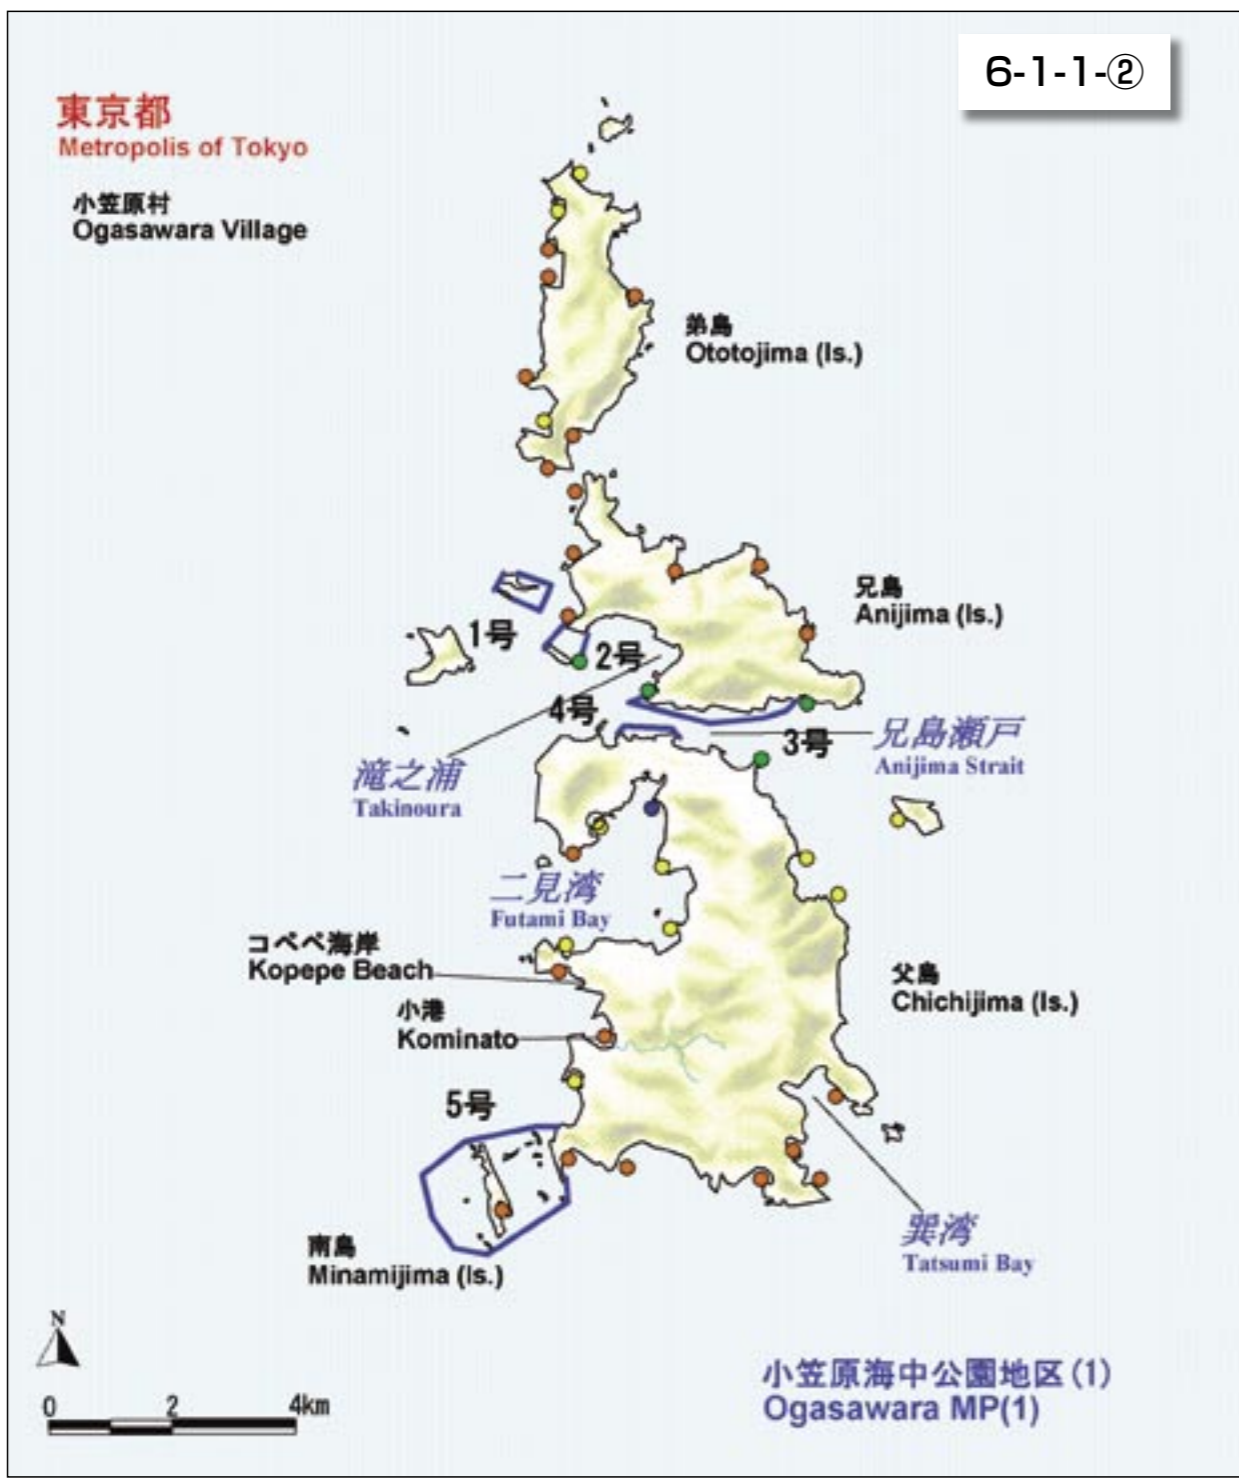 6-1-1-②
東京都
Metropolis of Tokyo
小笠原村
Ogasawara Village
弟島
Ototojima (Is.)
兄島
Anijima (Is.)
1号
2号
4号
3号
兄島瀬戸
Anijima Strait
滝之浦
Takinoura
二見湾
Futami Bay
コペペ海岸
Kopepe Beach
父島
Chichijima (Is.)
小港
Kominato
5号
巽湾
Tatsumi Bay
南島
Minamijima (Is.)
N
0 2 4km
小笠原海中公園地区(1)
Ogasawara MP(1)